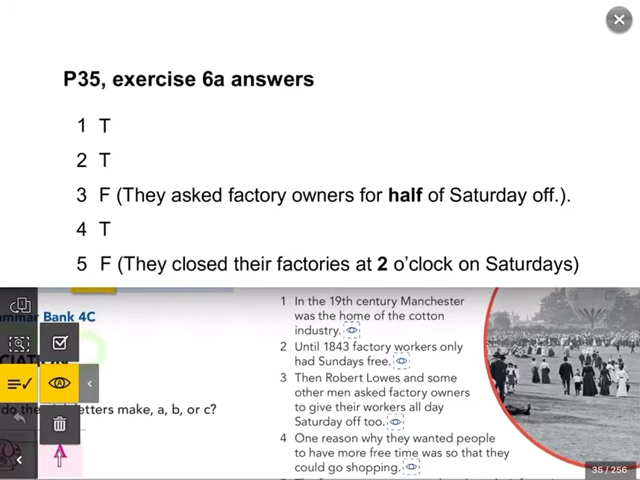 P35, exercise 6a answers
1 T
2 T
3 F (They asked factory owners for half of Saturday off.).
4 T
5 F (They closed their factories at 2 o'clock on Saturdays)
Bank 4C
do the
etters make, a, b, or c?
1 In the 19th century Manchester
was the home of the cotton
industry.
2 Until 1843 factory workers only
had Sundays free.
3 Then Robert Lowes and some
other men asked factory owners
to give their workers all day
Saturday off too.
4 One reason why they wanted people
to have more free time was so that they
could go shopping.
35 / 256